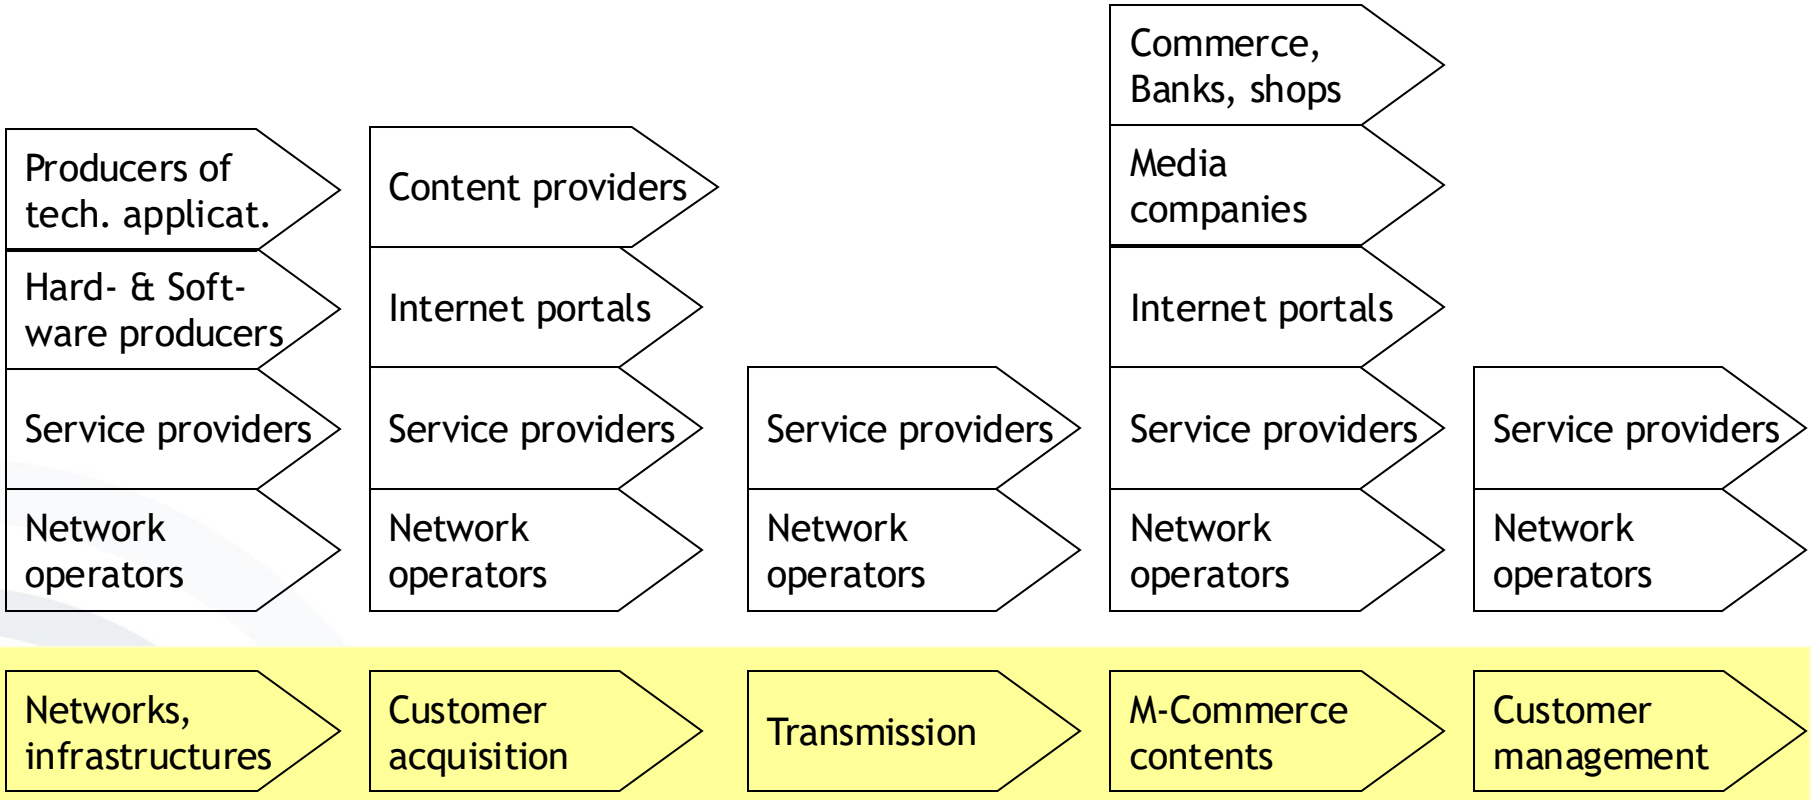 Producers of
tech. applicat.
Hard- & Soft-
ware producers
Service providers
Network
operators
Networks,
infrastructures
Content providers
Internet portals
Service providers
Network
operators
Customer
acquisition
Service providers
Network
operators
Transmission
Commerce,
Banks, shops
Media
companies
Internet portals
Service providers
Network
operators
M-Commerce
contents
Service providers
Network
operators
Customer
management